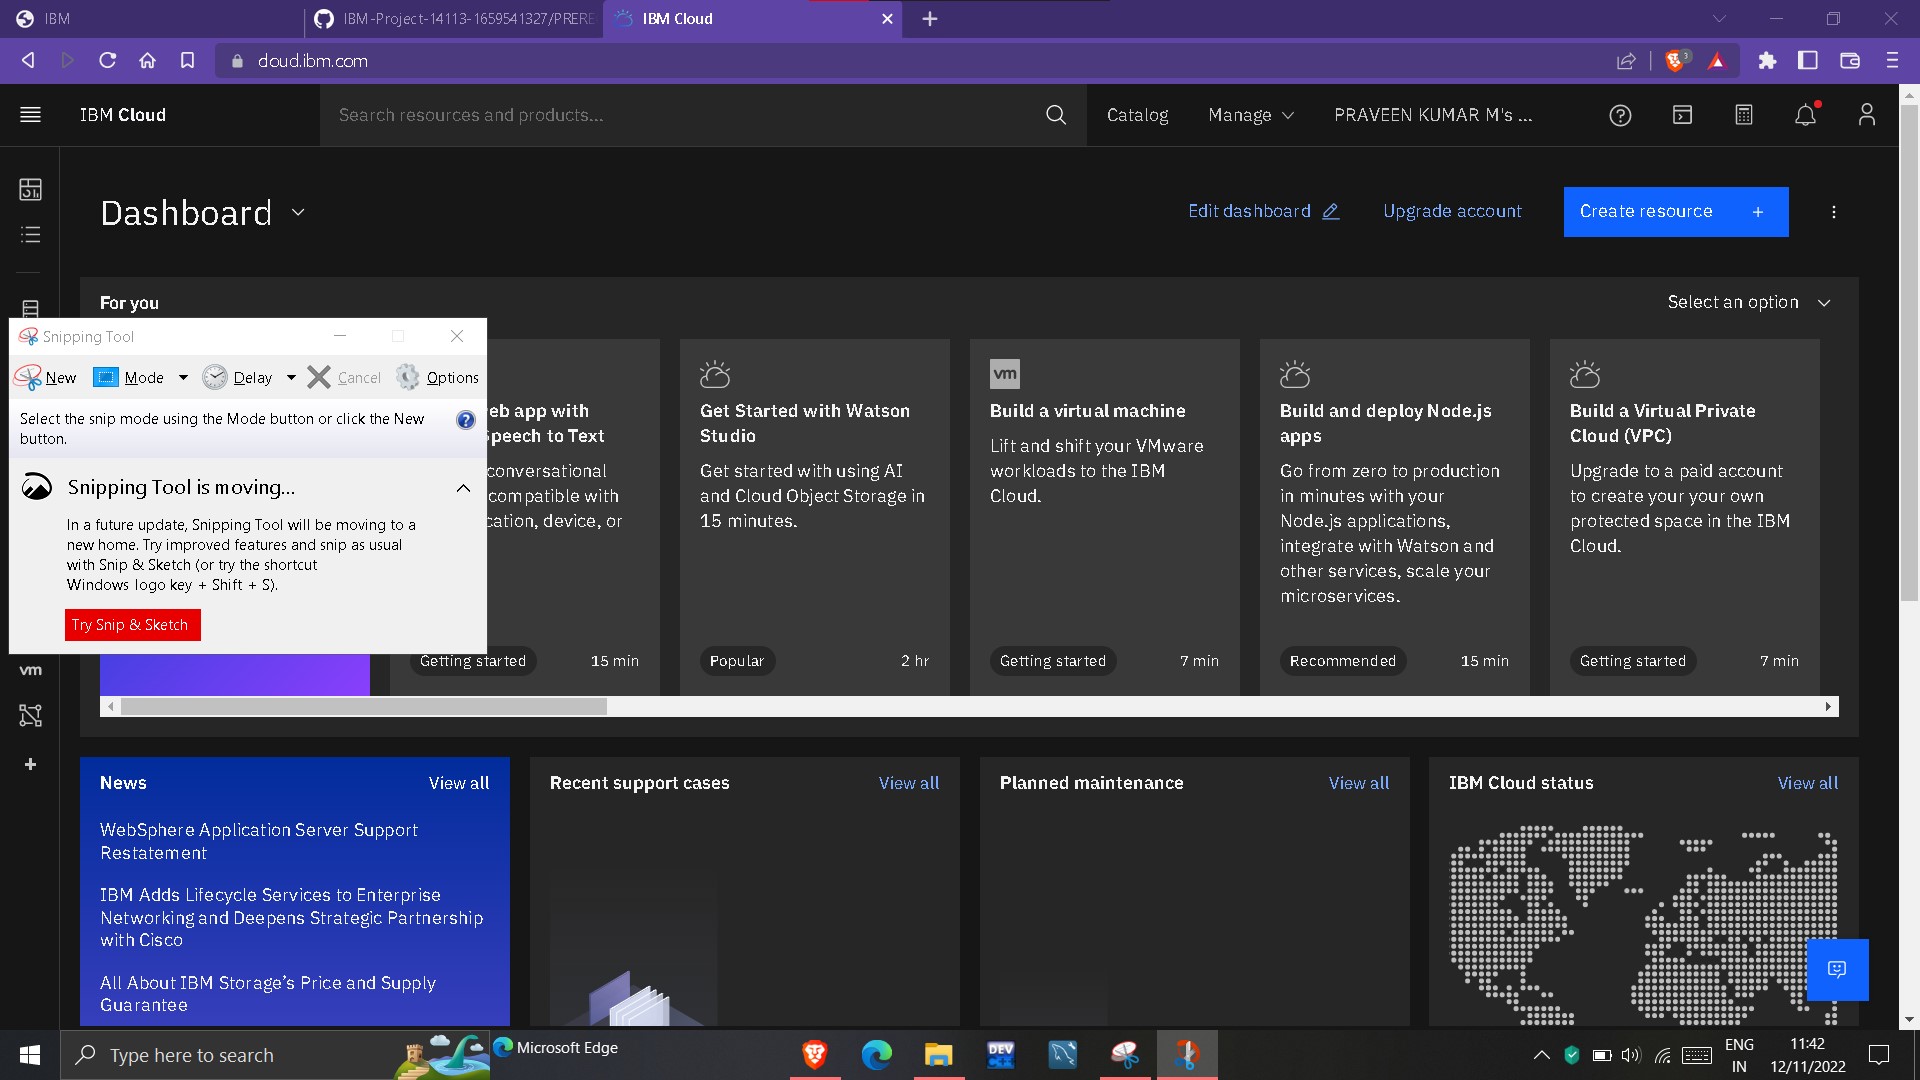 IBM
IBM-Project-14113-1659541327/PRERE
IBM Cloud
cloud.ibm.com
3
IBM Cloud
Search resources and products...
Catalog
Manage
PRAVEEN KUMAR M's ...
Dashboard
Edit dashboard
Upgrade account
Create resource +
For you
Select an option
Snipping Tool
New
Mode
Delay
Cancel
Options
Select the snip mode using the Mode button or click the New
button.
Snipping Tool is moving...
In a future update, Snipping Tool will be moving to a
new home. Try improved features and snip as usual
with Snip & Sketch (or try the shortcut
Windows logo key + Shift + S).
Try Snip & Sketch
app with
Speech to Text
conversational
compatible with
device, or
Getting started
15 min
Get Started with Watson
Studio
Get started with using AI
and Cloud Object Storage in
15 minutes.
Popular
2 hr
vm
Build a virtual machine
Lift and shift your VMware
workloads to the IBM
Cloud.
Getting started
7 min
Build and deploy Node.js
apps
Go from zero to production
in minutes with your
Node.js applications,
integrate with Watson and
other services, scale your
microservices.
Recommended
15 min
Build a Virtual Private
Cloud (VPC)
Upgrade to a paid account
to create your your own
protected space in the IBM
Cloud.
Getting started
7 min
vm
News
View all
WebSphere Application Server Support
Restatement
IBM Adds Lifecycle Services to Enterprise
Networking and Deepens Strategic Partnership
with Cisco
All About IBM Storage's Price and Supply
Guarantee
Recent support cases
View all
Planned maintenance
View all
IBM Cloud status
View all
Type here to search
Microsoft Edge
DEV
C++
ENG
IN
11:42
12/11/2022